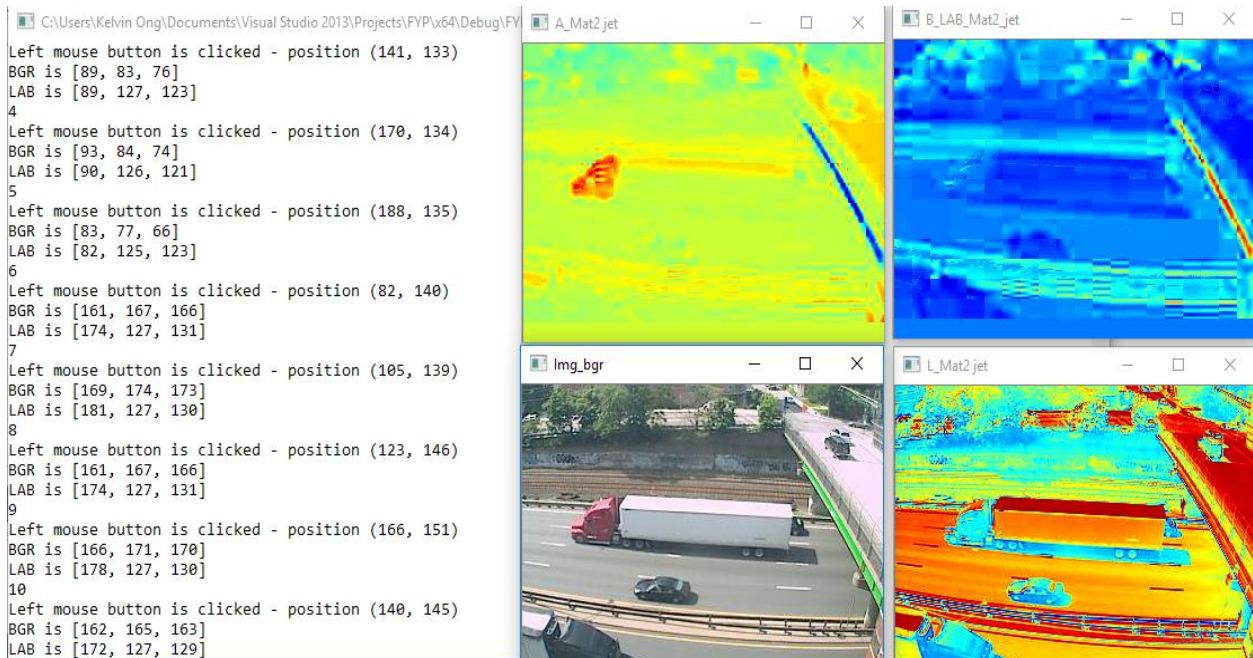 C:\Users\Kelvin Ong\Documents\Visual Studio 2013\Projects\FYP\x64\Debug\FY
Left mouse button is clicked - position (141, 133)
BGR is [89, 83, 76]
LAB is [89, 127, 123]
4
Left mouse button is clicked - position (170, 134)
BGR is [93, 84, 74]
LAB is [90, 126, 121]
5
Left mouse button is clicked - position (188, 135)
BGR is [83, 77, 66]
LAB is [82, 125, 123]
6
Left mouse button is clicked - position (82, 140)
BGR is [161, 167, 166]
LAB is [174, 127, 131]
7
Left mouse button is clicked - position (105, 139)
BGR is [169, 174, 173]
LAB is [181, 127, 130]
8
Left mouse button is clicked - position (123, 146)
BGR is [161, 167, 166]
LAB is [174, 127, 131]
9
Left mouse button is clicked - position (166, 151)
BGR is [166, 171, 170]
LAB is [178, 127, 130]
10
Left mouse button is clicked - position (140, 145)
BGR is [162, 165, 163]
LAB is [172, 127, 129]
A_Mat2 jet
B_LAB_Mat2_jet
Img_bgr
L_Mat2 jet